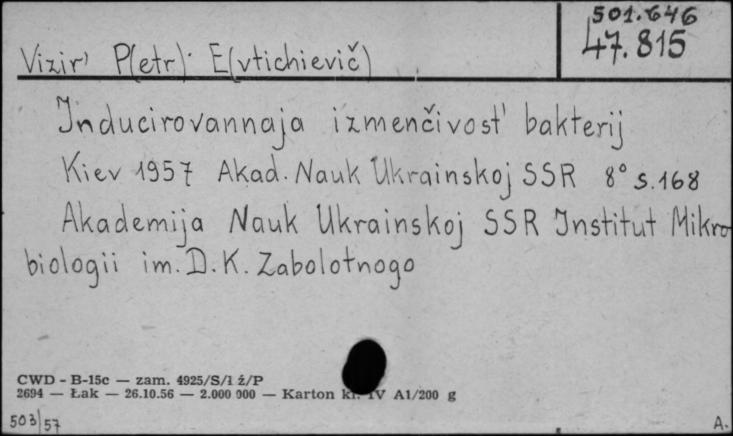 501.646
47.815
Vizir' P(etr) E(vtichievič)
Inducirovannaja izmenčivost' bakterij
Kiev 1957 Akad. Nauk Ukrainskoj SSR 8° s.168
Akademija Nauk Ukrainskoj SSR Institut Mikro-
biologii im. D.K. Zabolotnogo
CWD - B-15c — zam. 4925/S/1 ź/P
2694 — Łak — 26.10.56 — 2.000 000 — Karton kl. IV A1/200 g
503/57
A.